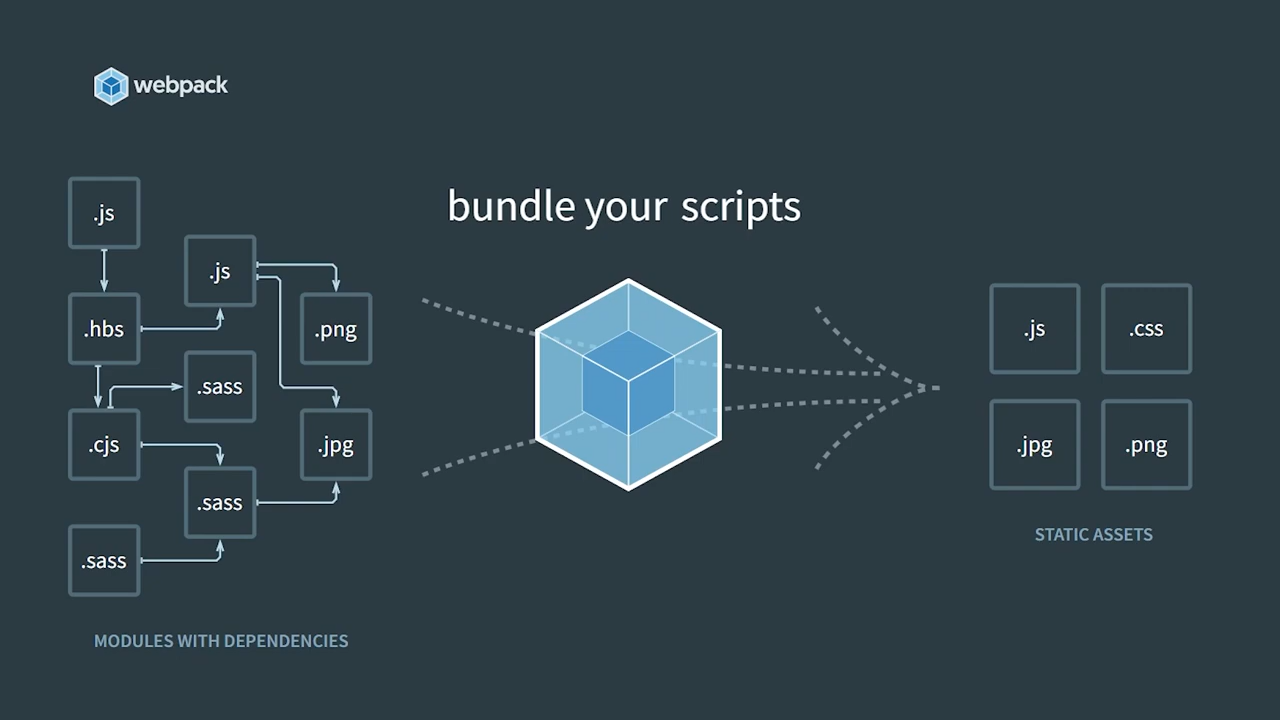 webpack
bundle your scripts
.js
.js
.hbs
.png
.sass
.cjs
.jpg
.sass
.sass
MODULES WITH DEPENDENCIES
.js
.css
.jpg
.png
STATIC ASSETS